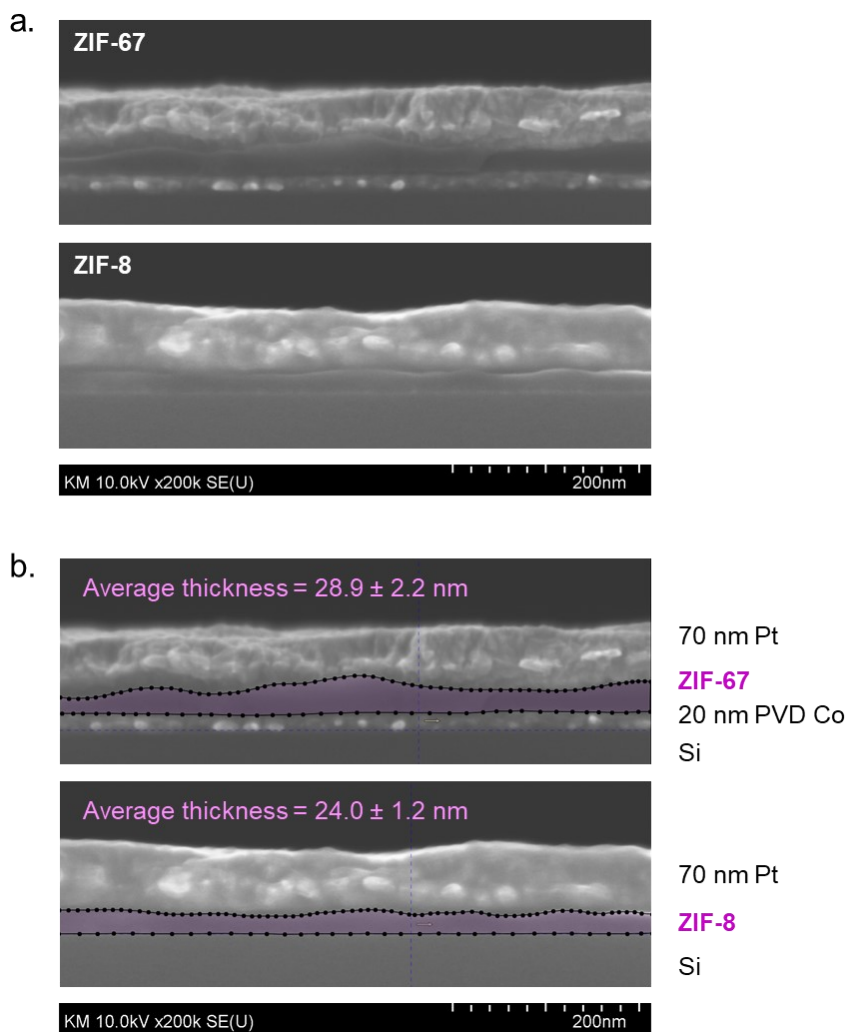 a.
ZIF-67
ZIF-8
KM 10.0kV x200k SE(U) 200nm
b.
Average thickness = 28.9 ± 2.2 nm
70 nm Pt
ZIF-67
20 nm PVD Co
Si
Average thickness = 24.0 ± 1.2 nm
70 nm Pt
ZIF-8
Si
KM 10.0kV x200k SE(U) 200nm